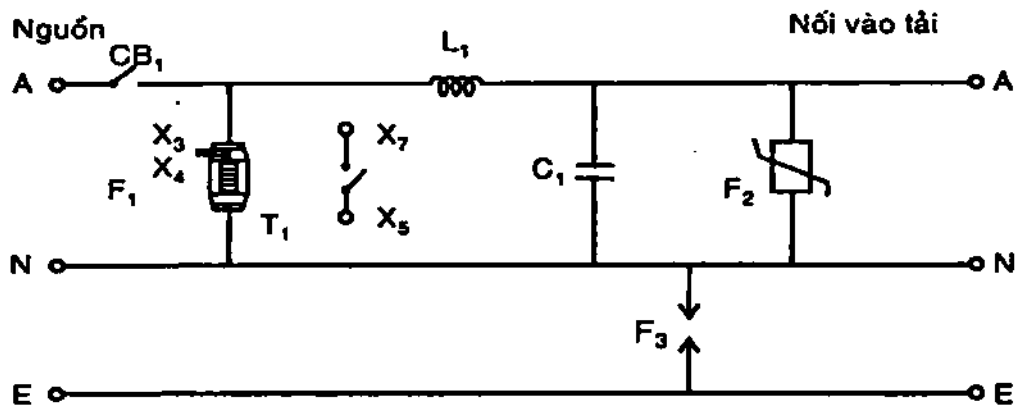 Nguồn
Nối vào tải
CB₁
L₁
A
A
X₃
X₇
X₄
C₁
F₂
F₁
T₁
X₅
N
N
F₃
E
E